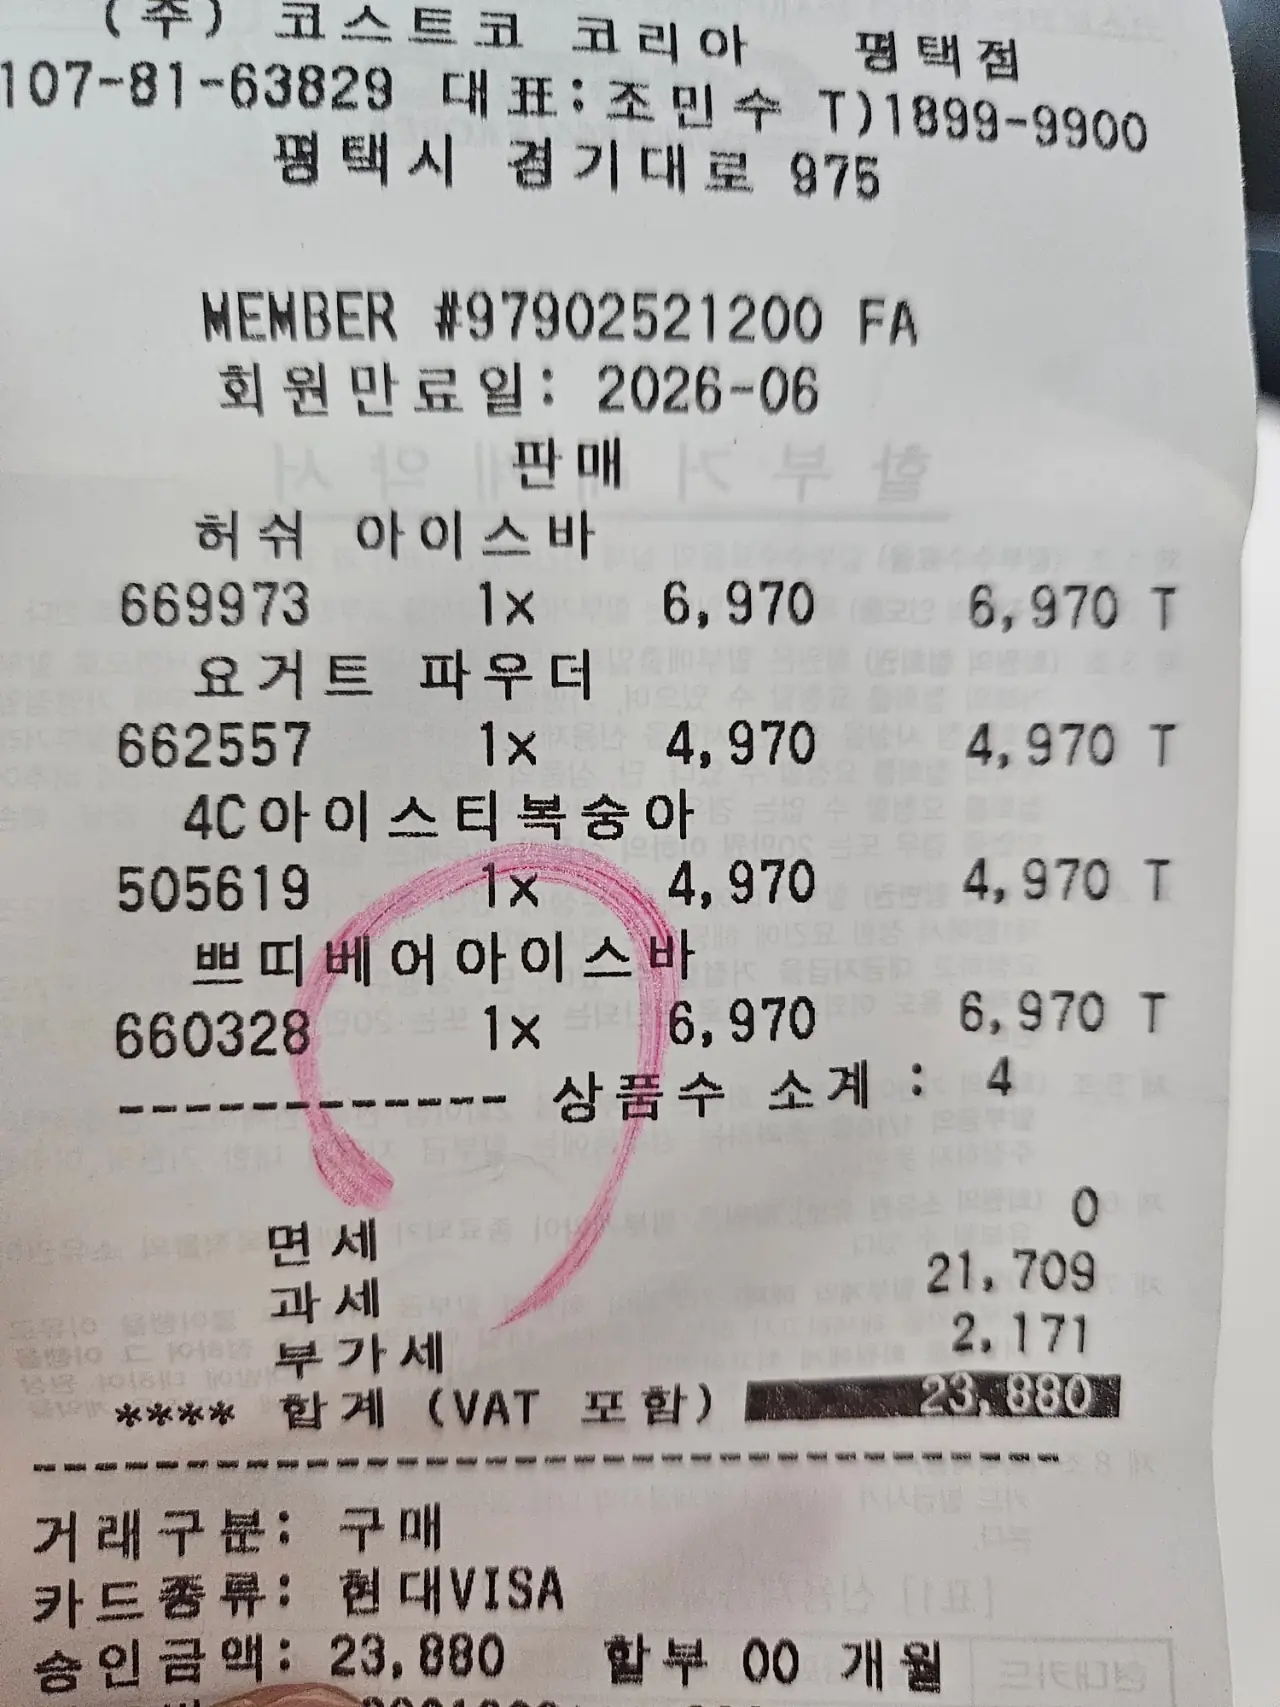 (주) 코스트코 코리아 평택점
107-81-63829 대표:조민수 T)1899-9900
평택시 경기대로 975
MEMBER #97902521200 FA
회원만료일: 2026-06
판매
허쉬 아이스바
669973 1x 6,970 6,970 T
요거트 파우더
662557 1x 4,970 4,970 T
4C아이스티복숭아
505619 1x 4,970 4,970 T
쁘띠베어아이스바
660328 1x 6,970 6,970 T
------------ 상품수 소계 : 4
면세 0
과세 21,709
부가세 2,171
**** 합계 (VAT 포함) 23,880
거래구분: 구매
카드종류: 현대VISA
승인금액: 23,880 할부 00 개월